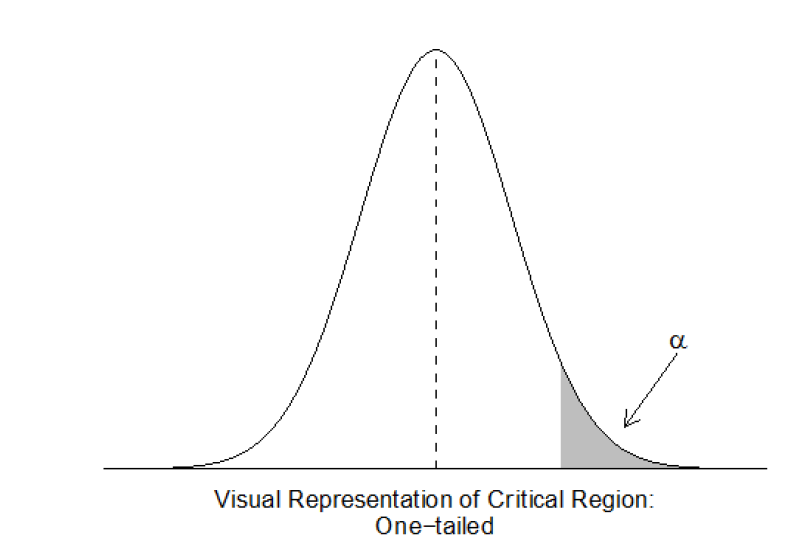 α
Visual Representation of Critical Region:
One−tailed